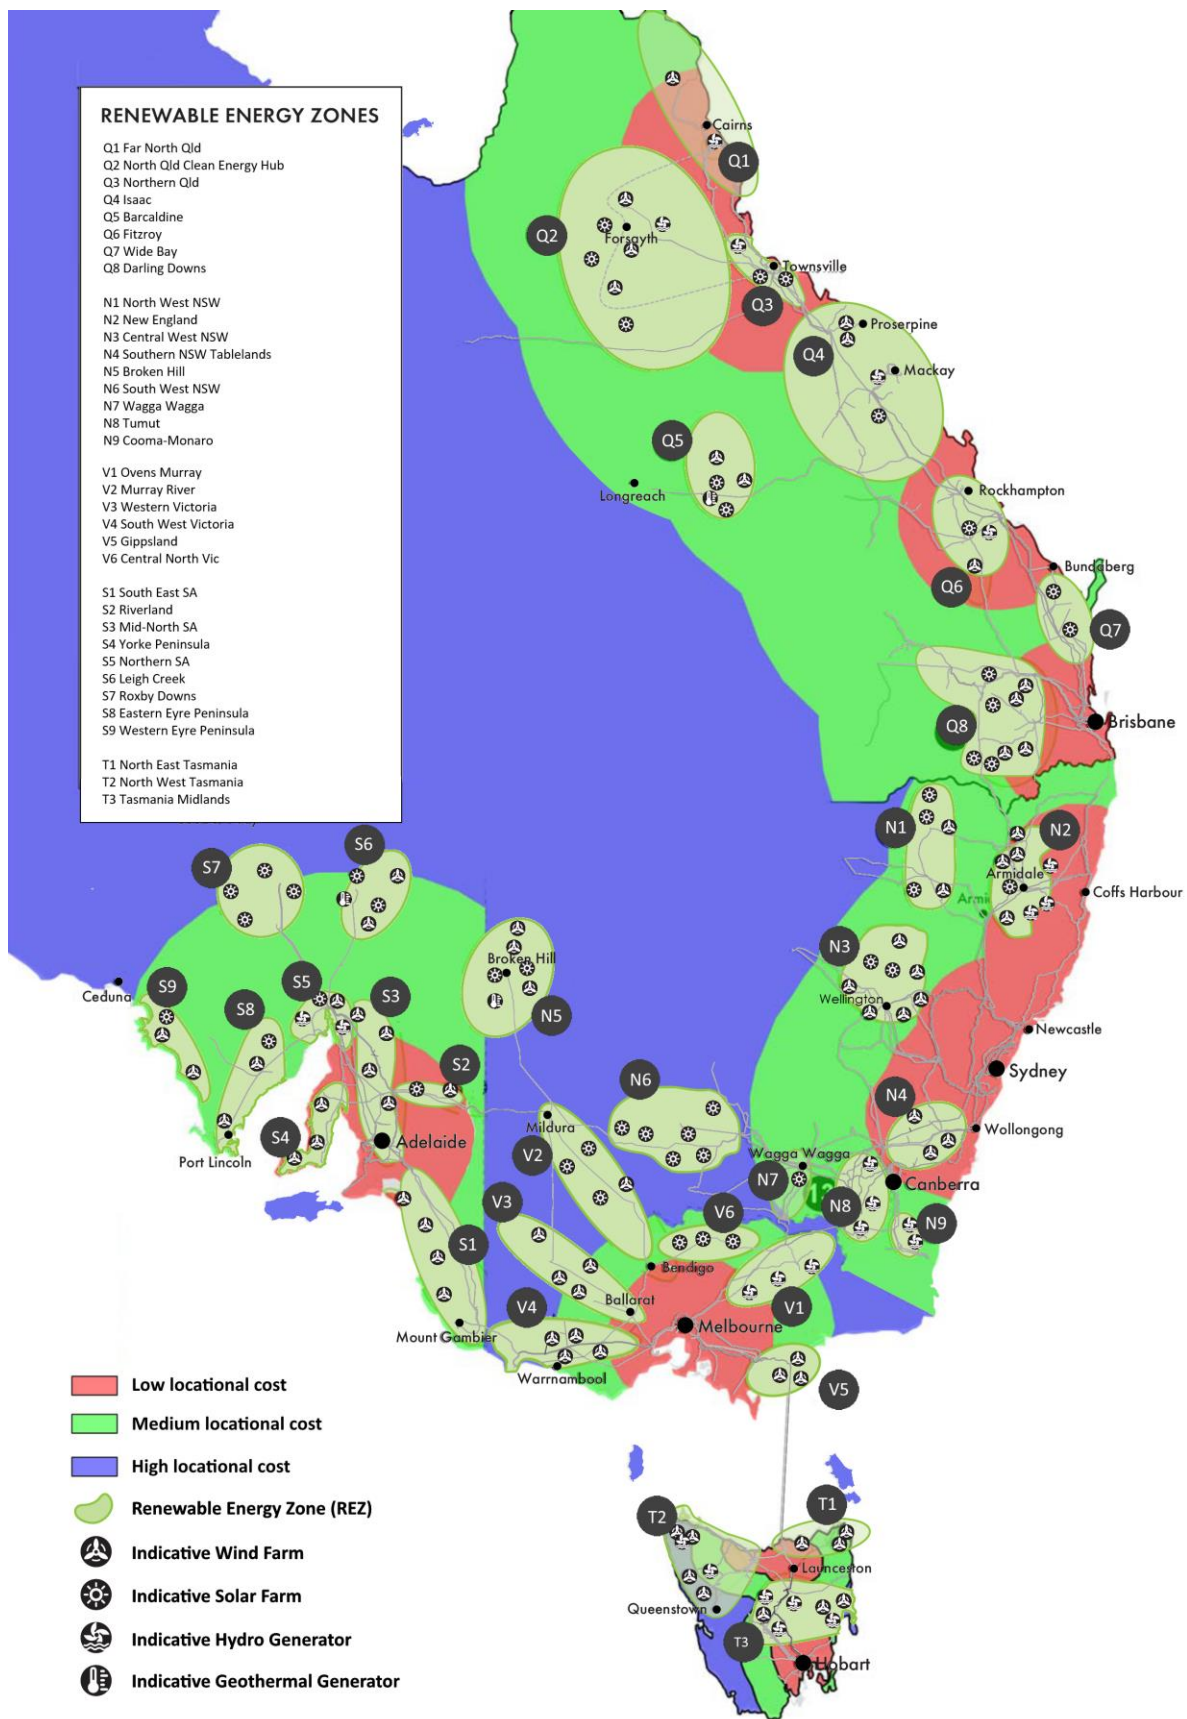 RENEWABLE ENERGY ZONES
Q1 Far North Qld
Q2 North Qld Clean Energy Hub
Q3 Northern Qld
Q4 Isaac
Q5 Barcaldine
Q6 Fitzroy
Q7 Wide Bay
Q8 Darling Downs
N1 North West NSW
N2 New England
N3 Central West NSW
N4 Southern NSW Tablelands
N5 Broken Hill
N6 South West NSW
N7 Wagga Wagga
N8 Tumut
N9 Cooma-Monaro
V1 Ovens Murray
V2 Murray River
V3 Western Victoria
V4 South West Victoria
V5 Gippsland
V6 Central North Vic
S1 South East SA
S2 Riverland
S3 Mid-North SA
S4 Yorke Peninsula
S5 Northern SA
S6 Leigh Creek
S7 Roxby Downs
S8 Eastern Eyre Peninsula
S9 Western Eyre Peninsula
T1 North East Tasmania
T2 North West Tasmania
T3 Tasmania Midlands
Cairns
Q1
Q2
Forsayth
Townsville
Q3
Proserpine
Q4
Mackay
Q5
Longreach
Rockhampton
Q6
Bundaberg
Q7
Q8
Brisbane
N1
N2
Armidale
Coffs Harbour
Armi
S6
S7
N3
Wellington
Broken Hill
N5
Ceduna
S9
S5
S3
S8
Newcastle
Sydney
S2
N6
N4
Mildura
Wollongong
S4
Adelaide
Port Lincoln
V2
Wagga Wagga
N7
Canberra
N8
N9
V3
V6
S1
Bendigo
V4
Ballarat
V1
Mount Gambier
Melbourne
Warrnambool
V5
Low locational cost
Medium locational cost
High locational cost
Renewable Energy Zone (REZ)
Indicative Wind Farm
Indicative Solar Farm
Indicative Hydro Generator
Indicative Geothermal Generator
T2
T1
Launceston
Queenstown
T3
Hobart